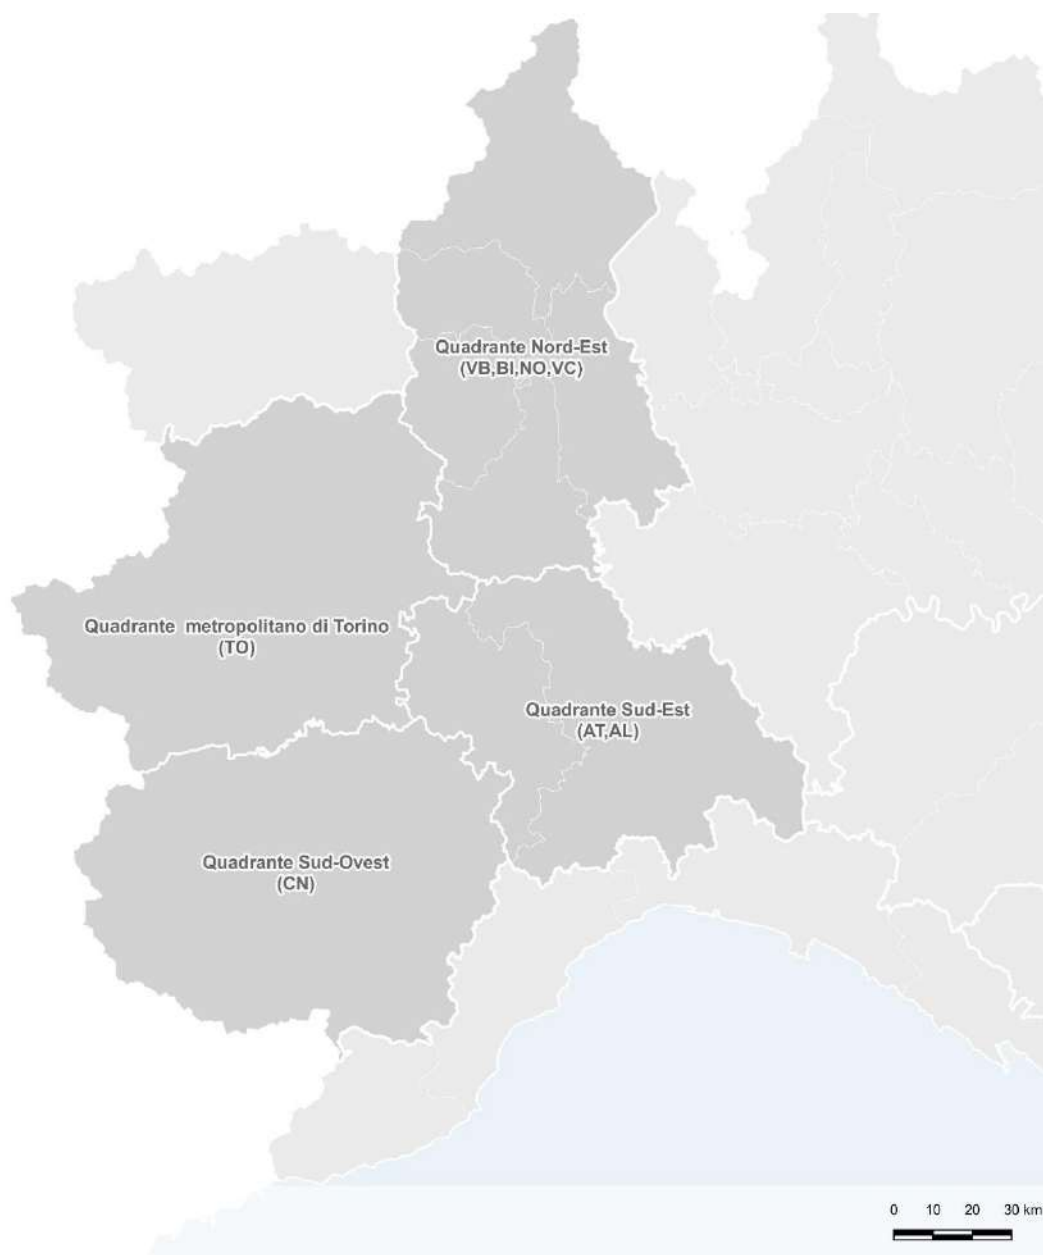 Quadrante Nord-Est
(VB,BI,NO,VC)
Quadrante metropolitano di Torino
(TO)
Quadrante Sud-Est
(AT,AL)
Quadrante Sud-Ovest
(CN)
0 10 20 30 km